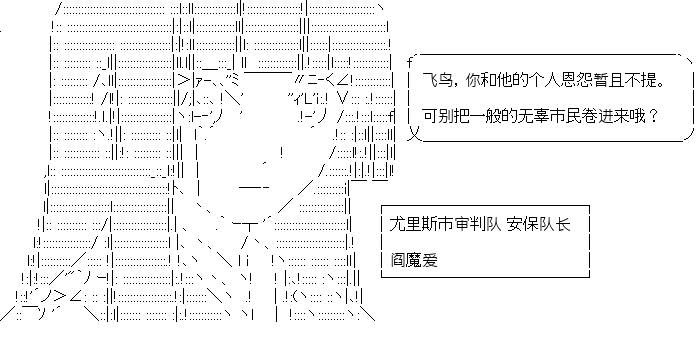 飞鸟，你和他的个人恩怨暂且不提。
可别把一般的无辜市民卷进来哦？
尤里斯市审判队 安保队长
阎魔爱